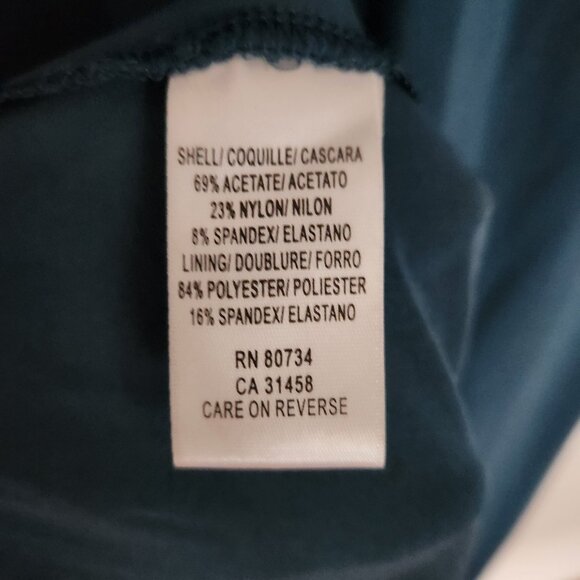 SHELL/ COQUILLE/ CASCARA
69% ACETATE/ ACETATO
23% NYLON/ NILON
8% SPANDEX/ ELASTANO
LINING/ DOUBLURE/ FORRO
84% POLYESTER/ POLIESTER
16% SPANDEX/ ELASTANO
RN 80734
CA 31458
CARE ON REVERSE